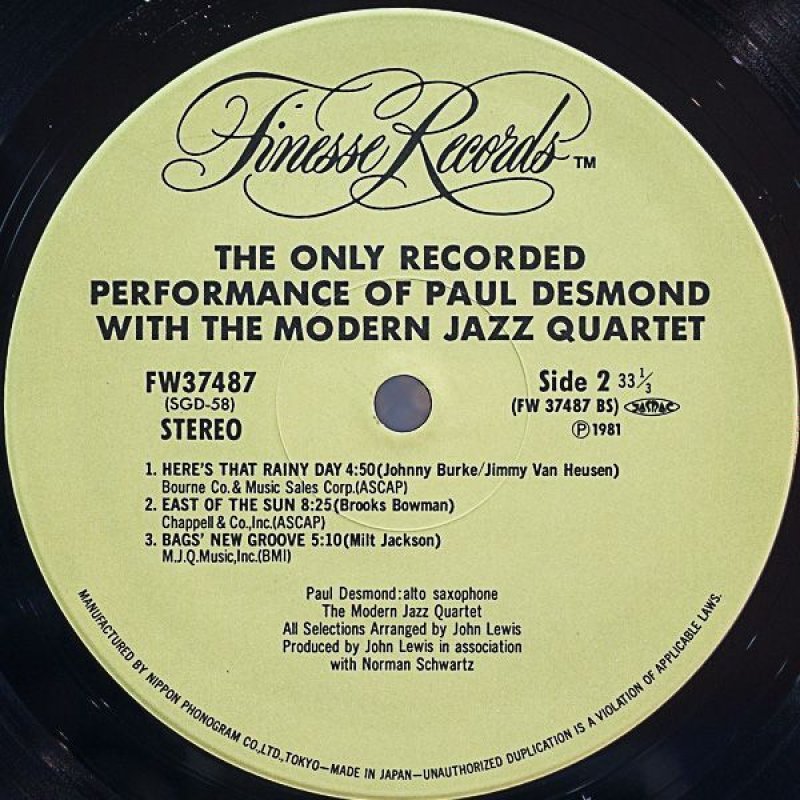 Finesse Records TM
THE ONLY RECORDED
PERFORMANCE OF PAUL DESMOND
WITH THE MODERN JAZZ QUARTET
FW37487
(SGD-58)
STEREO
Side 2 33 1/3
(FW 37487 BS) JASRAC
Ⓟ1981
1. HERE'S THAT RAINY DAY 4:50(Johnny Burke/Jimmy Van Heusen)
Bourne Co.& Music Sales Corp.(ASCAP)
2. EAST OF THE SUN 8:25(Brooks Bowman)
Chappell & Co.,Inc.(ASCAP)
3. BAGS' NEW GROOVE 5:10(Milt Jackson)
M.J.Q.Music,Inc.(BMI)
Paul Desmond:alto saxophone
The Modern Jazz Quartet
All Selections Arranged by John Lewis
Produced by John Lewis in association
with Norman Schwartz
MANUFACTURED BY NIPPON PHONOGRAM CO.,LTD.,TOKYO—MADE IN JAPAN—UNAUTHORIZED DUPLICATION IS A VIOLATION OF APPLICABLE LAWS.